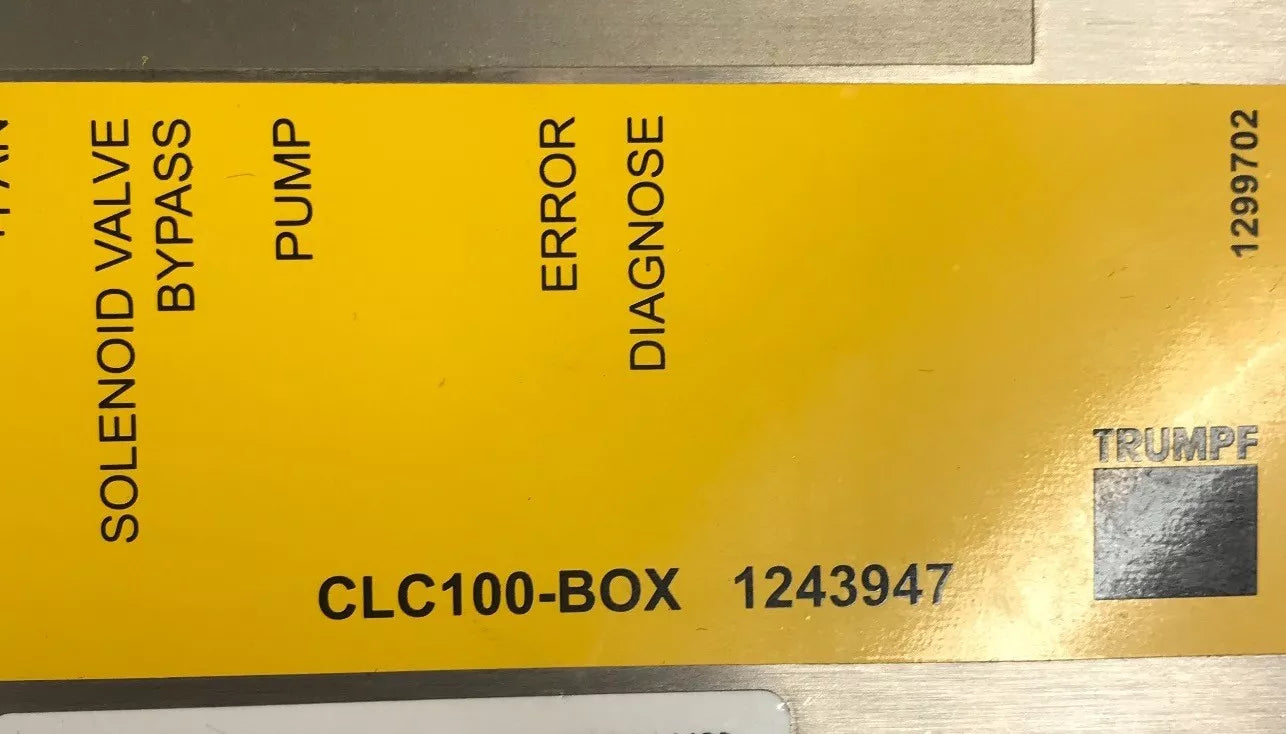 SOLENOID VALVE
BYPASS
PUMP
ERROR
DIAGNOSE
1299702
TRUMPF
CLC100-BOX 1243947